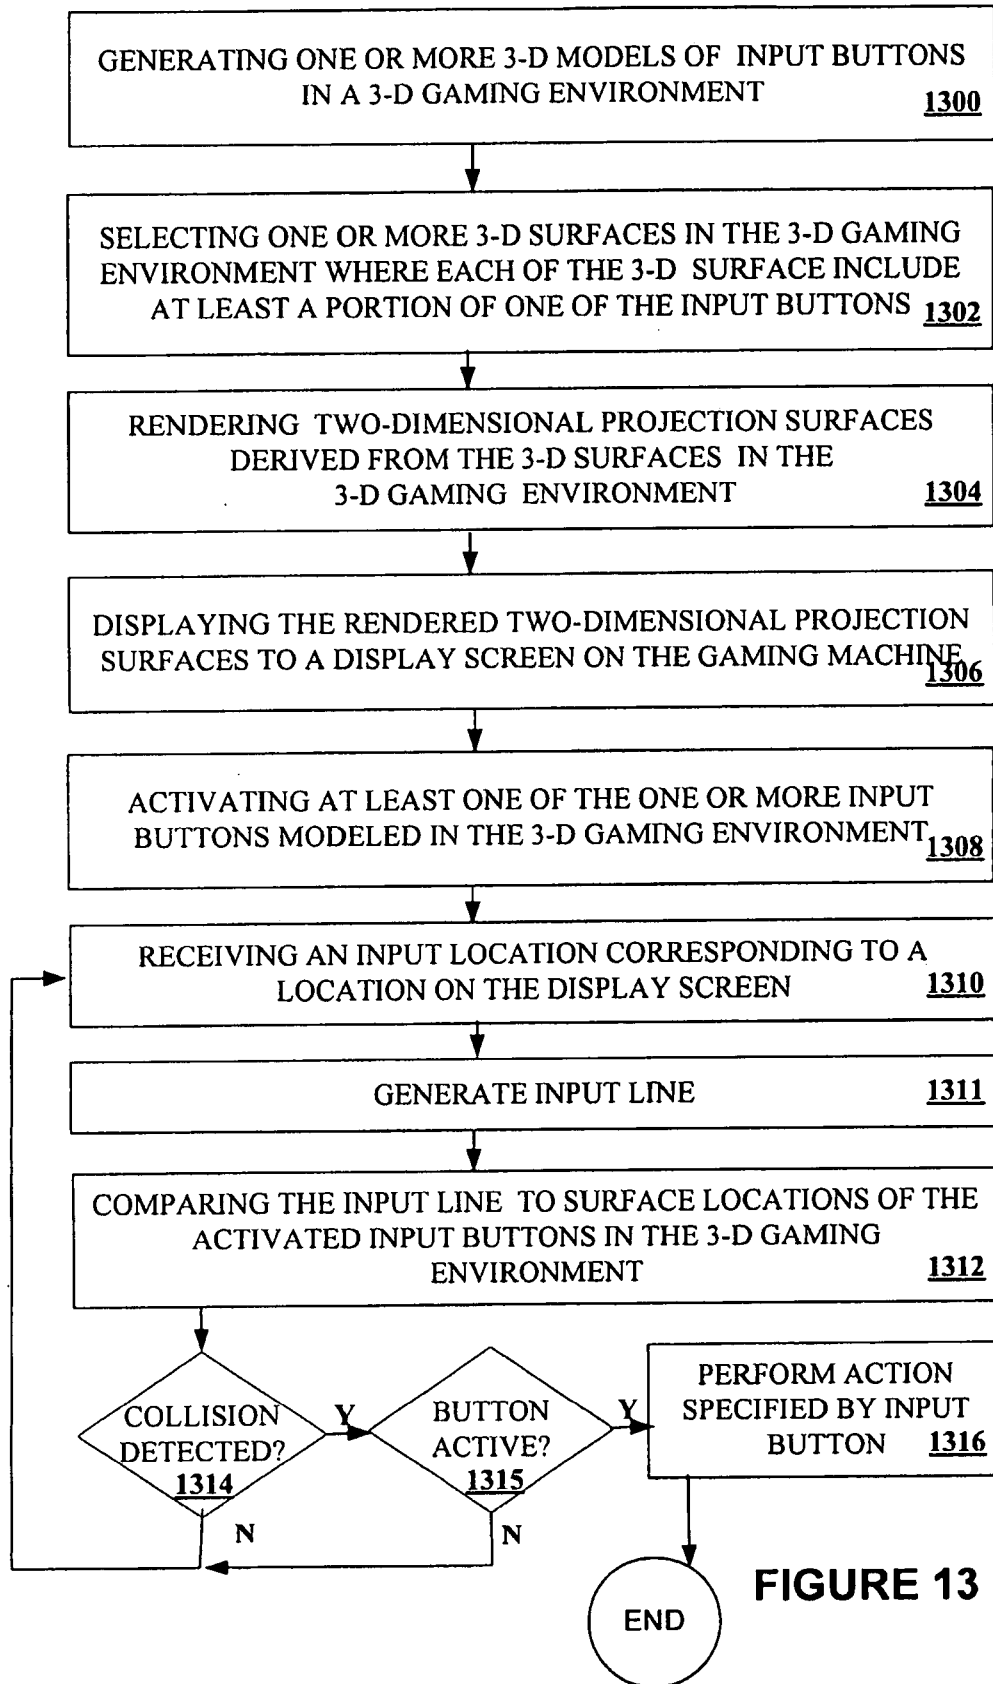 GENERATING ONE OR MORE 3-D MODELS OF INPUT BUTTONS
IN A 3-D GAMING ENVIRONMENT
1300
SELECTING ONE OR MORE 3-D SURFACES IN THE 3-D GAMING
ENVIRONMENT WHERE EACH OF THE 3-D SURFACE INCLUDE
AT LEAST A PORTION OF ONE OF THE INPUT BUTTONS 1302
RENDERING TWO-DIMENSIONAL PROJECTION SURFACES
DERIVED FROM THE 3-D SURFACES IN THE
3-D GAMING ENVIRONMENT 1304
DISPLAYING THE RENDERED TWO-DIMENSIONAL PROJECTION
SURFACES TO A DISPLAY SCREEN ON THE GAMING MACHINE.
1306
ACTIVATING AT LEAST ONE OF THE ONE OR MORE INPUT
BUTTONS MODELED IN THE 3-D GAMING ENVIRONMENT.
1308
RECEIVING AN INPUT LOCATION CORRESPONDING TO A
LOCATION ON THE DISPLAY SCREEN 1310
GENERATE INPUT LINE 1311
COMPARING THE INPUT LINE TO SURFACE LOCATIONS OF THE
ACTIVATED INPUT BUTTONS IN THE 3-D GAMING
ENVIRONMENT 1312
COLLISION
DETECTED?
1314
Y
N
BUTTON
ACTIVE?
1315
Y
N
PERFORM ACTION
SPECIFIED BY INPUT
BUTTON 1316
END
FIGURE 13